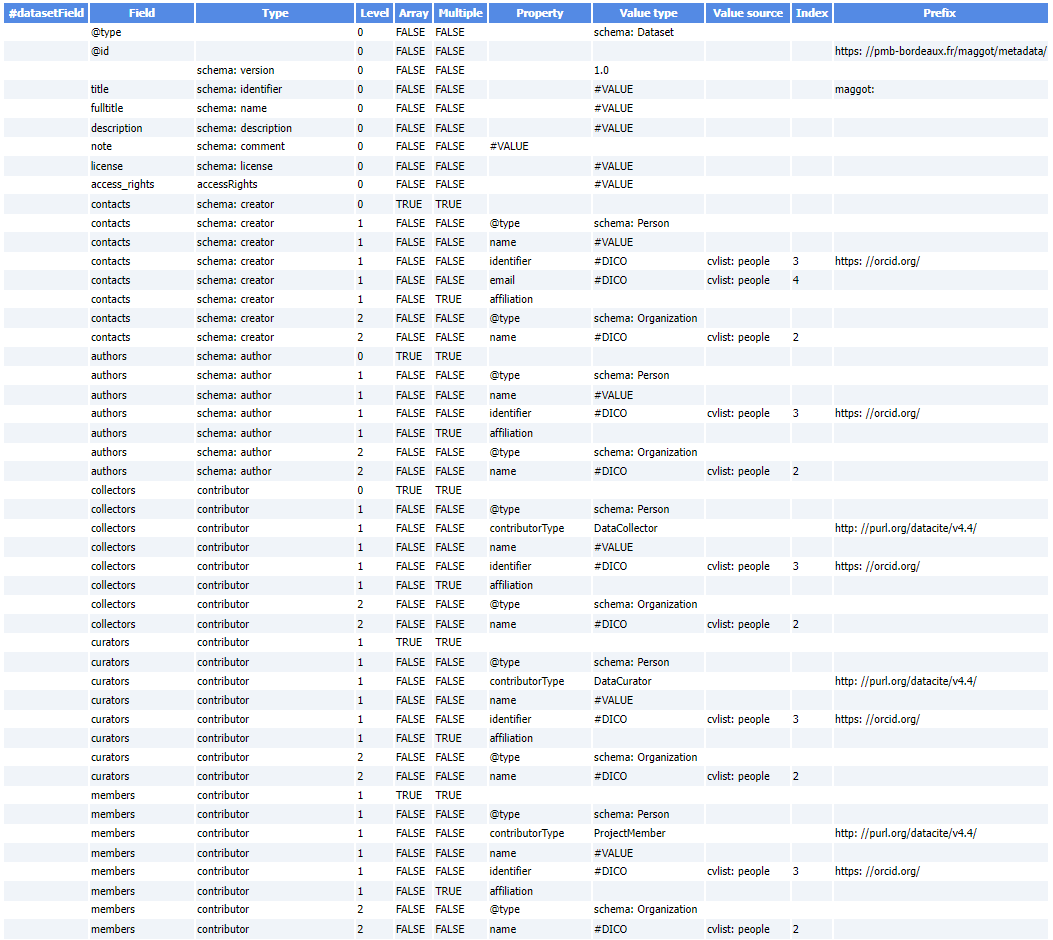 #datasetField Field Type Level Array Multiple Property Value type Value source Index Prefix
@type 0 FALSE FALSE schema: Dataset
@id 0 FALSE FALSE https: //pmb-bordeaux.fr/maggot/metadata/
schema: version 0 FALSE FALSE 1.0
title schema: identifier 0 FALSE FALSE #VALUE maggot:
fulltitle schema: name 0 FALSE FALSE #VALUE
description schema: description 0 FALSE FALSE #VALUE
note schema: comment 0 FALSE FALSE #VALUE
license schema: license 0 FALSE FALSE #VALUE
access_rights accessRights 0 FALSE FALSE #VALUE
contacts schema: creator 0 TRUE TRUE
contacts schema: creator 1 FALSE FALSE @type schema: Person
contacts schema: creator 1 FALSE FALSE name #VALUE
contacts schema: creator 1 FALSE FALSE identifier #DICO cvlist: people 3 https: //orcid.org/
contacts schema: creator 1 FALSE FALSE email #DICO cvlist: people 4
contacts schema: creator 1 FALSE TRUE affiliation
contacts schema: creator 2 FALSE FALSE @type schema: Organization
contacts schema: creator 2 FALSE FALSE name #DICO cvlist: people 2
authors schema: author 0 TRUE TRUE
authors schema: author 1 FALSE FALSE @type schema: Person
authors schema: author 1 FALSE FALSE name #VALUE
authors schema: author 1 FALSE FALSE identifier #DICO cvlist: people 3 https: //orcid.org/
authors schema: author 1 FALSE TRUE affiliation
authors schema: author 2 FALSE FALSE @type schema: Organization
authors schema: author 2 FALSE FALSE name #DICO cvlist: people 2
collectors contributor 0 TRUE TRUE
collectors contributor 1 FALSE FALSE @type schema: Person
collectors contributor 1 FALSE FALSE contributorType DataCollector http: //purl.org/datacite/v4.4/
collectors contributor 1 FALSE FALSE name #VALUE
collectors contributor 1 FALSE FALSE identifier #DICO cvlist: people 3 https: //orcid.org/
collectors contributor 1 FALSE TRUE affiliation
collectors contributor 2 FALSE FALSE @type schema: Organization
collectors contributor 2 FALSE FALSE name #DICO cvlist: people 2
curators contributor 1 TRUE TRUE
curators contributor 1 FALSE FALSE @type schema: Person
curators contributor 1 FALSE FALSE contributorType DataCurator http: //purl.org/datacite/v4.4/
curators contributor 1 FALSE FALSE name #VALUE
curators contributor 1 FALSE FALSE identifier #DICO cvlist: people 3 https: //orcid.org/
curators contributor 1 FALSE TRUE affiliation
curators contributor 2 FALSE FALSE @type schema: Organization
curators contributor 2 FALSE FALSE name #DICO cvlist: people 2
members contributor 1 TRUE TRUE
members contributor 1 FALSE FALSE @type schema: Person
members contributor 1 FALSE FALSE contributorType ProjectMember http: //purl.org/datacite/v4.4/
members contributor 1 FALSE FALSE name #VALUE
members contributor 1 FALSE FALSE identifier #DICO cvlist: people 3 https: //orcid.org/
members contributor 1 FALSE TRUE affiliation
members contributor 2 FALSE FALSE @type schema: Organization
members contributor 2 FALSE FALSE name #DICO cvlist: people 2